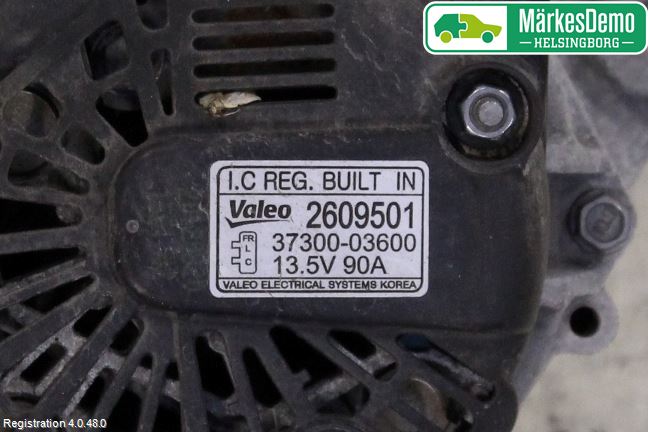 MärkesDemo
HELSINGBORG
I.C REG. BUILT IN
Valeo 2609501
FR
L
C
37300-03600
13.5V 90A
VALEO ELECTRICAL SYSTEMS KOREA
Registration 4.0.48.0